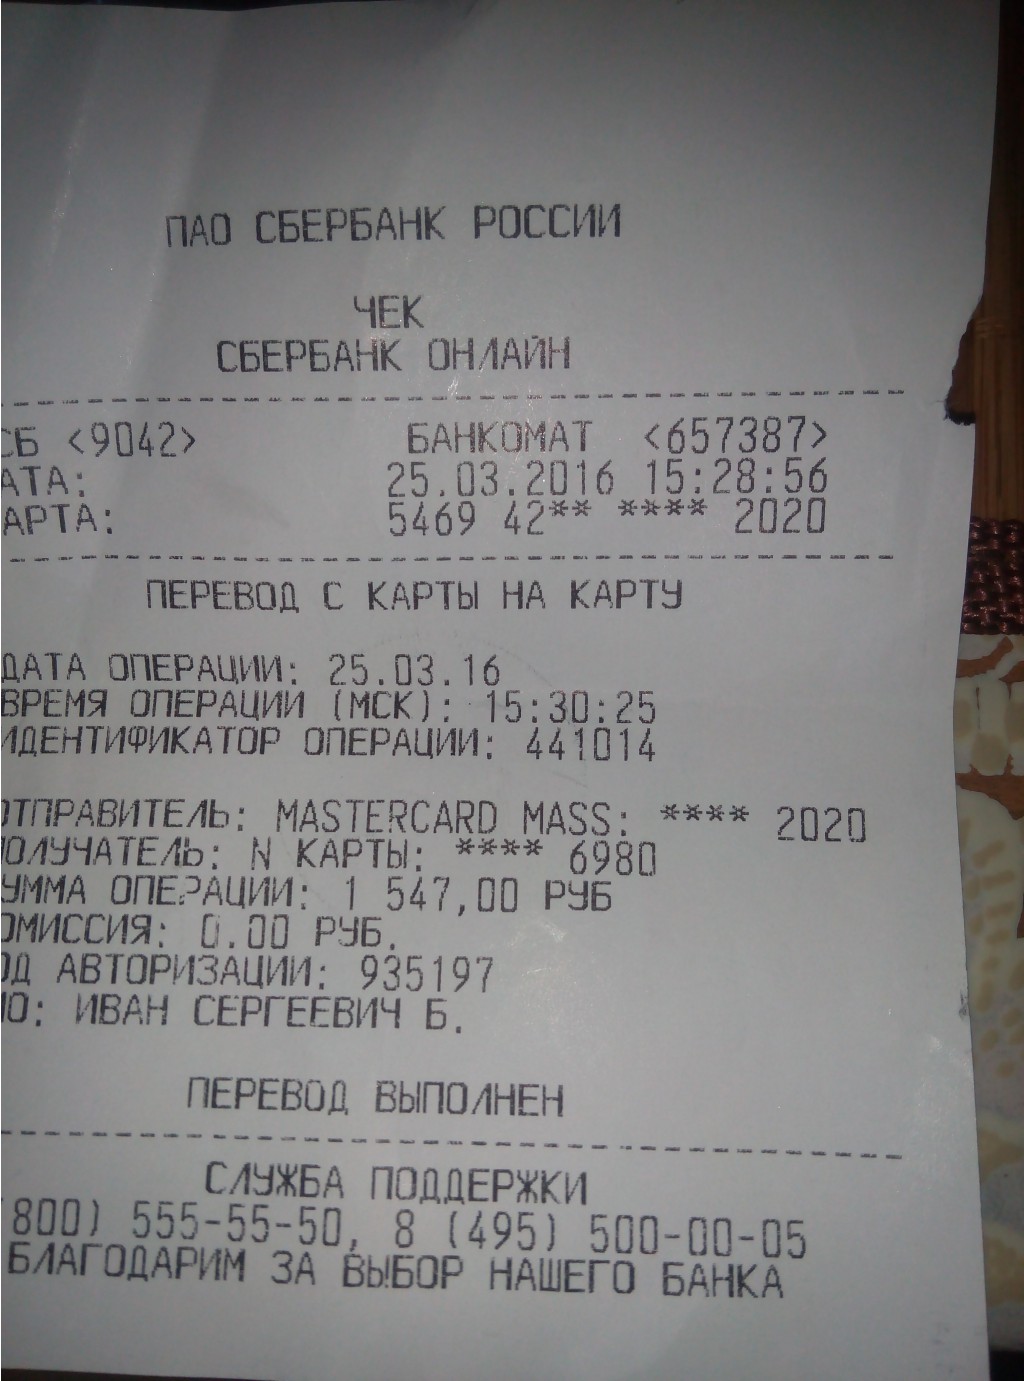 ПАО СБЕРБАНК РОССИИ
ЧЕК
СБЕРБАНК ОНЛАЙН
СБ <9042> БАНКОМАТ <657387>
АТА: 25.03.2016 15:28:56
АРТА: 5469 42** **** 2020
ПЕРЕВОД С КАРТЫ НА КАРТУ
ДАТА ОПЕРАЦИИ: 25.03.16
ВРЕМЯ ОПЕРАЦИИ (МСК): 15:30:25
ИДЕНТИФИКАТОР ОПЕРАЦИИ: 441014
ОТПРАВИТЕЛЬ: MASTERCARD MASS: **** 2020
ПОЛУЧАТЕЛЬ: N КАРТЫ: **** 6980
УММА ОПЕРАЦИИ: 1 547,00 РУБ
ОМИССИЯ: 0.00 РУБ.
ОД АВТОРИЗАЦИИ: 935197
ИО: ИВАН СЕРГЕЕВИЧ Б.
ПЕРЕВОД ВЫПОЛНЕН
СЛУЖБА ПОДДЕРЖКИ
800) 555-55-50, 8 (495) 500-00-05
БЛАГОДАРИМ ЗА ВЫБОР НАШЕГО БАНКА